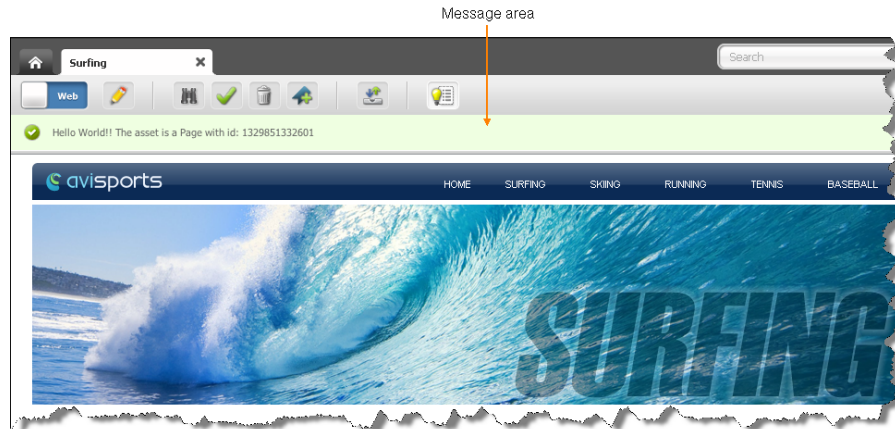 Message area
Surfing
Search
Web
Hello World!! The asset is a Page with id: 1329851332601
avisports
HOME SURFING SKIING RUNNING TENNIS BASEBALL
SURFING